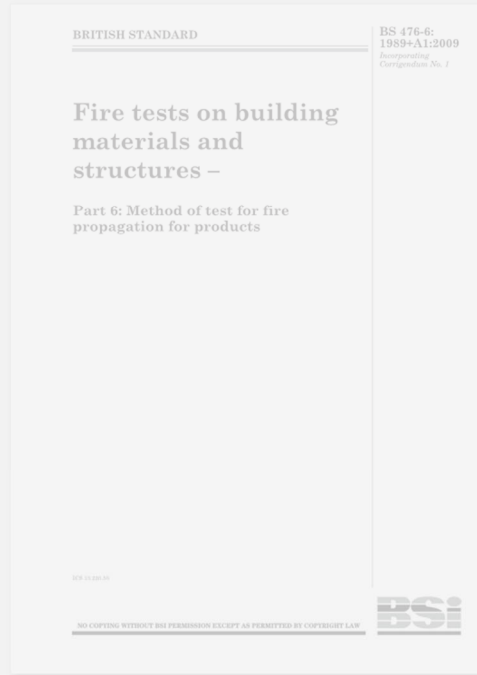 BRITISH STANDARD
BS 476-6:
1989+A1:2009
Incorporating
Corrigendum No. 1
Fire tests on building
materials and
structures –
Part 6: Method of test for fire
propagation for products
NO COPYING WITHOUT BSI PERMISSION EXCEPT AS PERMITTED BY COPYRIGHT LAW
BSi